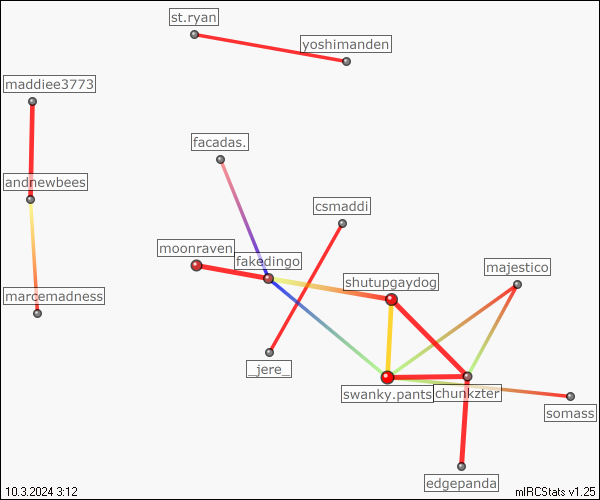 st.ryan
yoshimanden
maddiee3773
facadas.
andnewbees
csmaddi
moonraven
fakedingo
majestico
shutupgaydog
marcemadness
_jere_
swanky.pants
chunkzter
somass
edgepanda
10.3.2024 3:12
mIRCStats v1.25